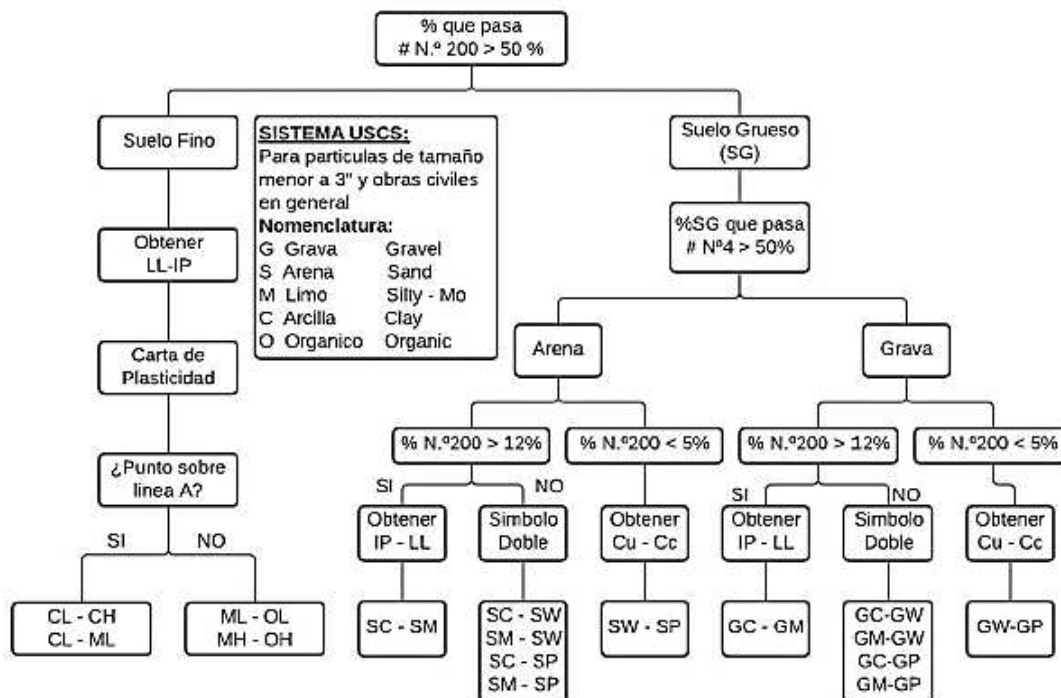 % que pasa
# N.º 200 > 50 %
Suelo Fino
SISTEMA USCS:
Para particulas de tamaño
menor a 3" y obras civiles
en general
Nomenclatura:
G Grava Gravel
S Arena Sand
M Limo Silly - Mo
C Arcilla Clay
O Organico Organic
Suelo Grueso
(SG)
Obtener
LL-IP
%SG que pasa
# Nº4 > 50%
Carta de
Plasticidad
Arena
Grava
¿Punto sobre
linea A?
% N.º200 > 12%
% N.º200 < 5%
% N.º200 > 12%
% N.º200 < 5%
SI
NO
SI
NO
SI
NO
Obtener
IP - LL
Simbolo
Doble
Obtener
Cu - Cc
Obtener
IP - LL
Simbolo
Doble
Obtener
Cu - Cc
CL - CH
CL - ML
ML - OL
MH - OH
SC - SM
SC - SW
SM - SW
SC - SP
SM - SP
SW - SP
GC - GM
GC-GW
GM-GW
GC-GP
GM-GP
GW-GP